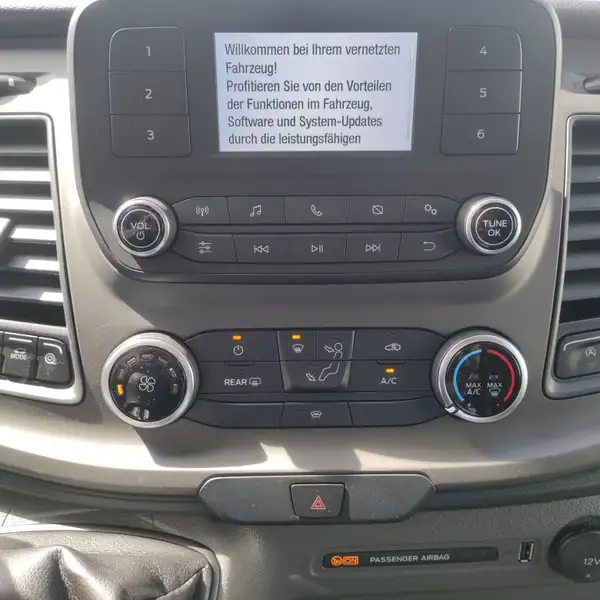 1
Willkommen bei Ihrem vernetzten
Fahrzeug!
Profitieren Sie von den Vorteilen
der Funktionen im Fahrzeug,
Software und System-Updates
durch die leistungsfähigen
4
2
5
3
6
VOL
TUNE
OK
MODE
REAR
A/C
MAX
A/C
MAX
A
ON
PASSENGER AIRBAG
12V